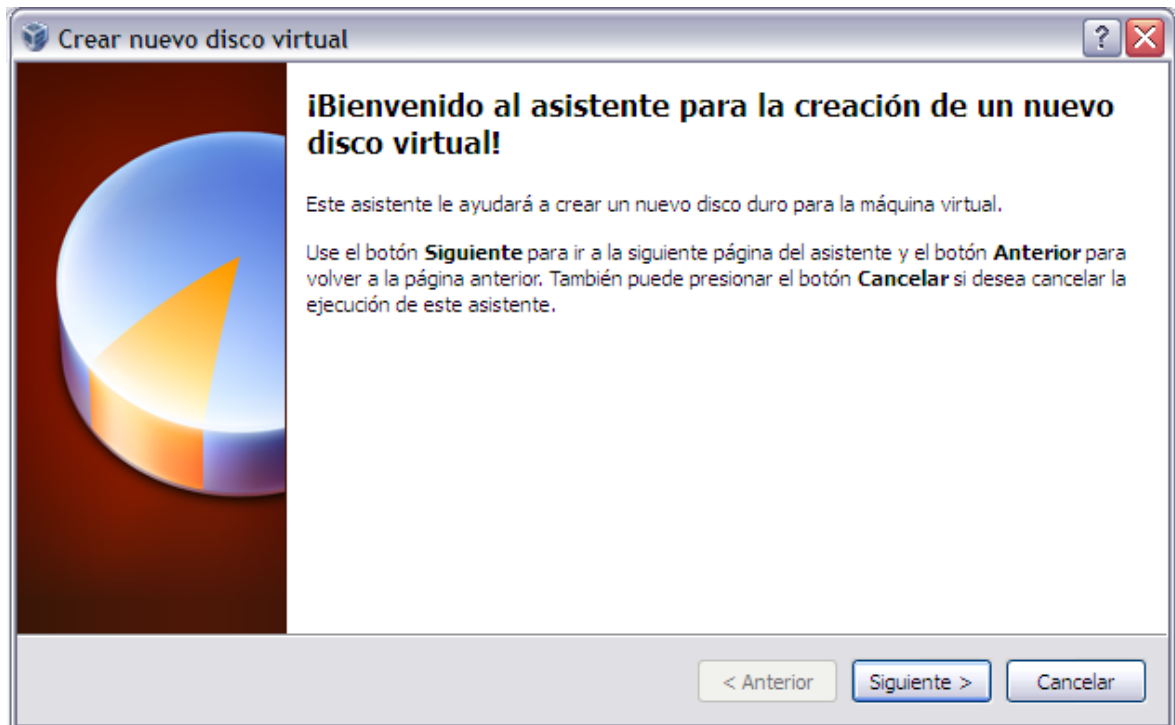 Crear nuevo disco virtual
?
¡Bienvenido al asistente para la creación de un nuevo
disco virtual!
Este asistente le ayudará a crear un nuevo disco duro para la máquina virtual.
Use el botón Siguiente para ir a la siguiente página del asistente y el botón Anterior para
volver a la página anterior. También puede presionar el botón Cancelar si desea cancelar la
ejecución de este asistente.
< Anterior
Siguiente >
Cancelar